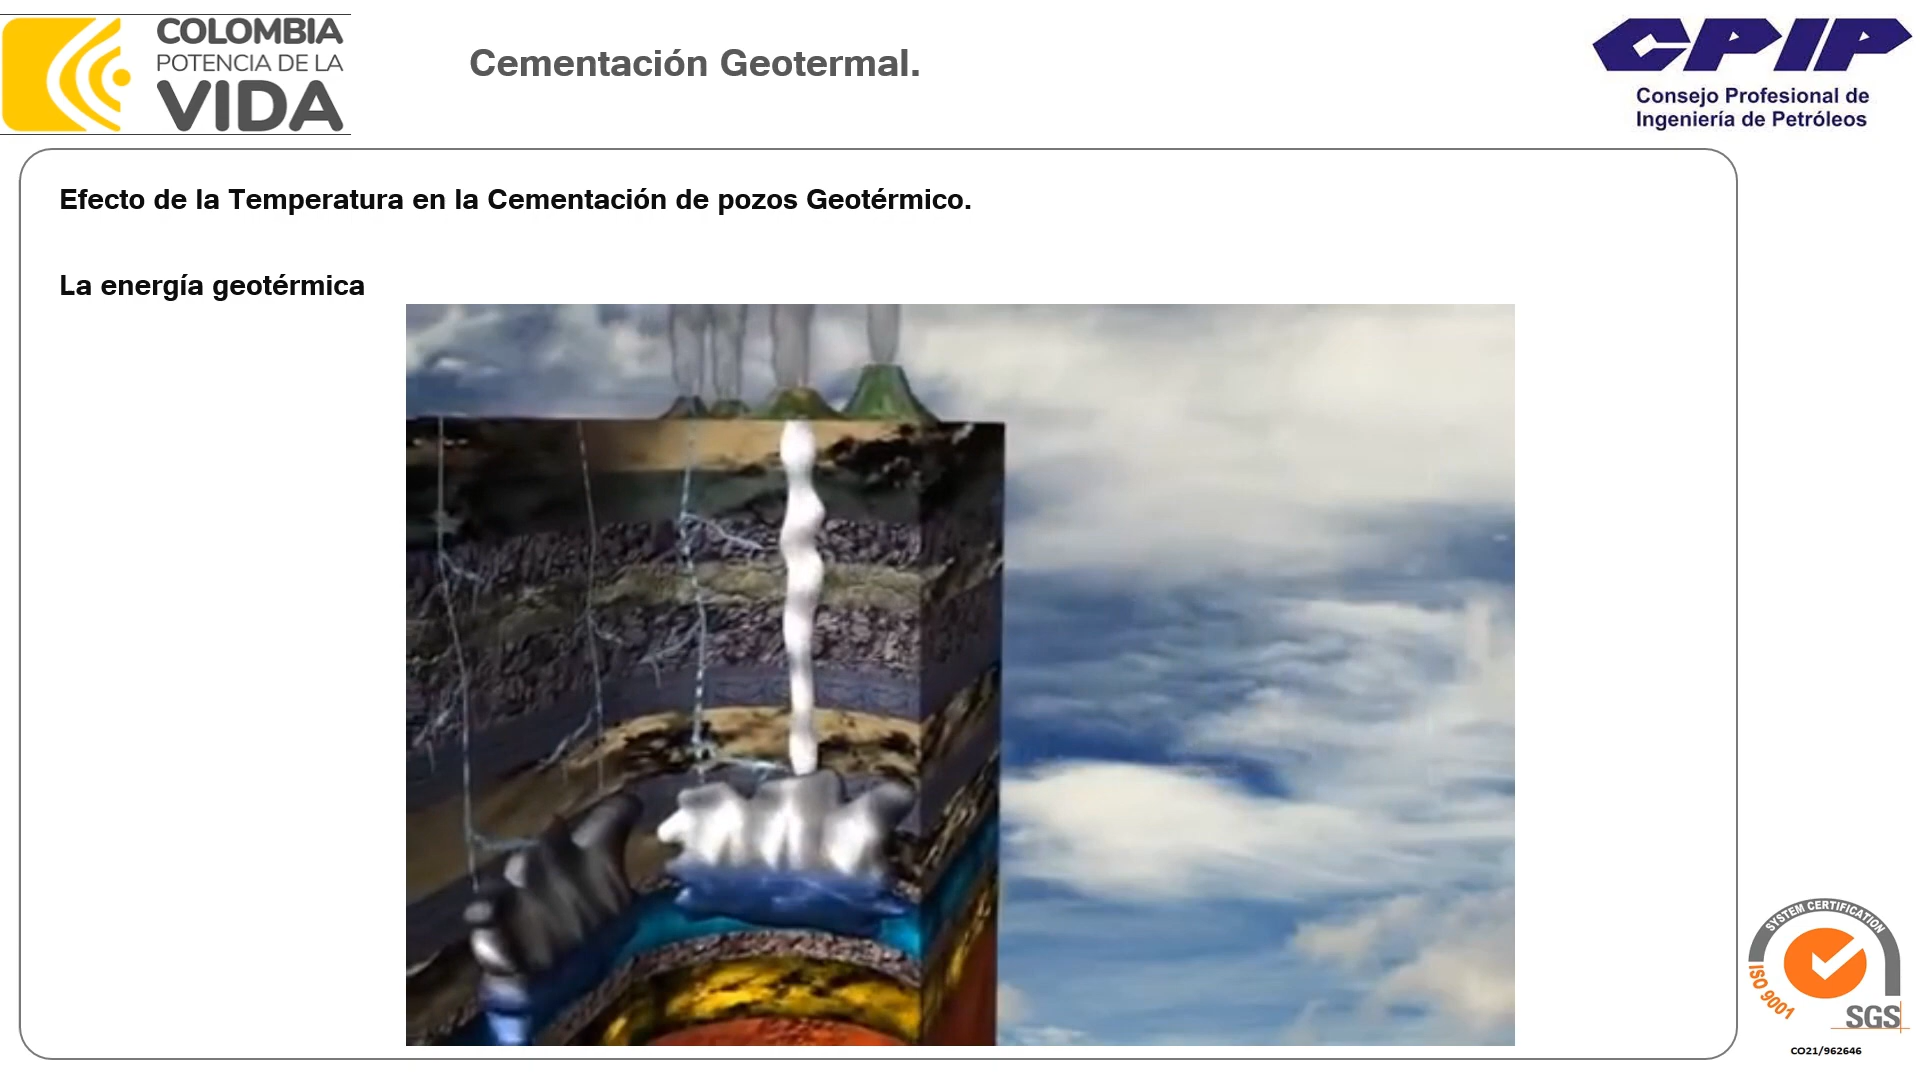 COLOMBIA
POTENCIA DE LA
VIDA
Cementación Geotermal.
CPIP
Consejo Profesional de
Ingeniería de Petróleos
Efecto de la Temperatura en la Cementación de pozos Geotérmico.
La energía geotérmica
SYSTEM CERTIFICATION
ISO 9001
SGS
CO21/962646